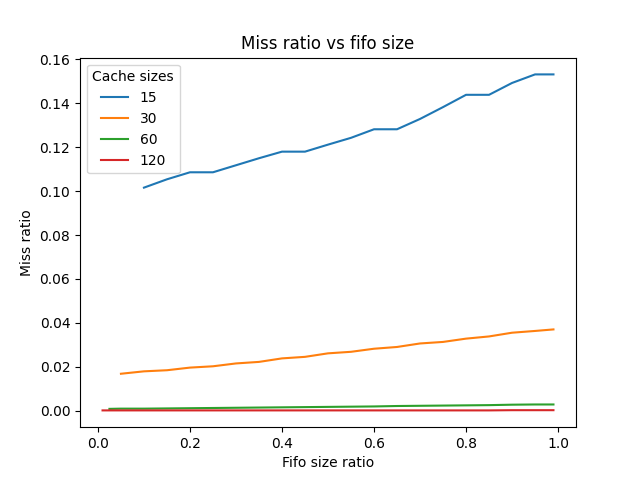 Miss ratio vs fifo size
Cache sizes
15
30
60
120
0.16
0.14
0.12
0.10
0.08
0.06
0.04
0.02
0.00
Miss ratio
0.0 0.2 0.4 0.6 0.8 1.0
Fifo size ratio